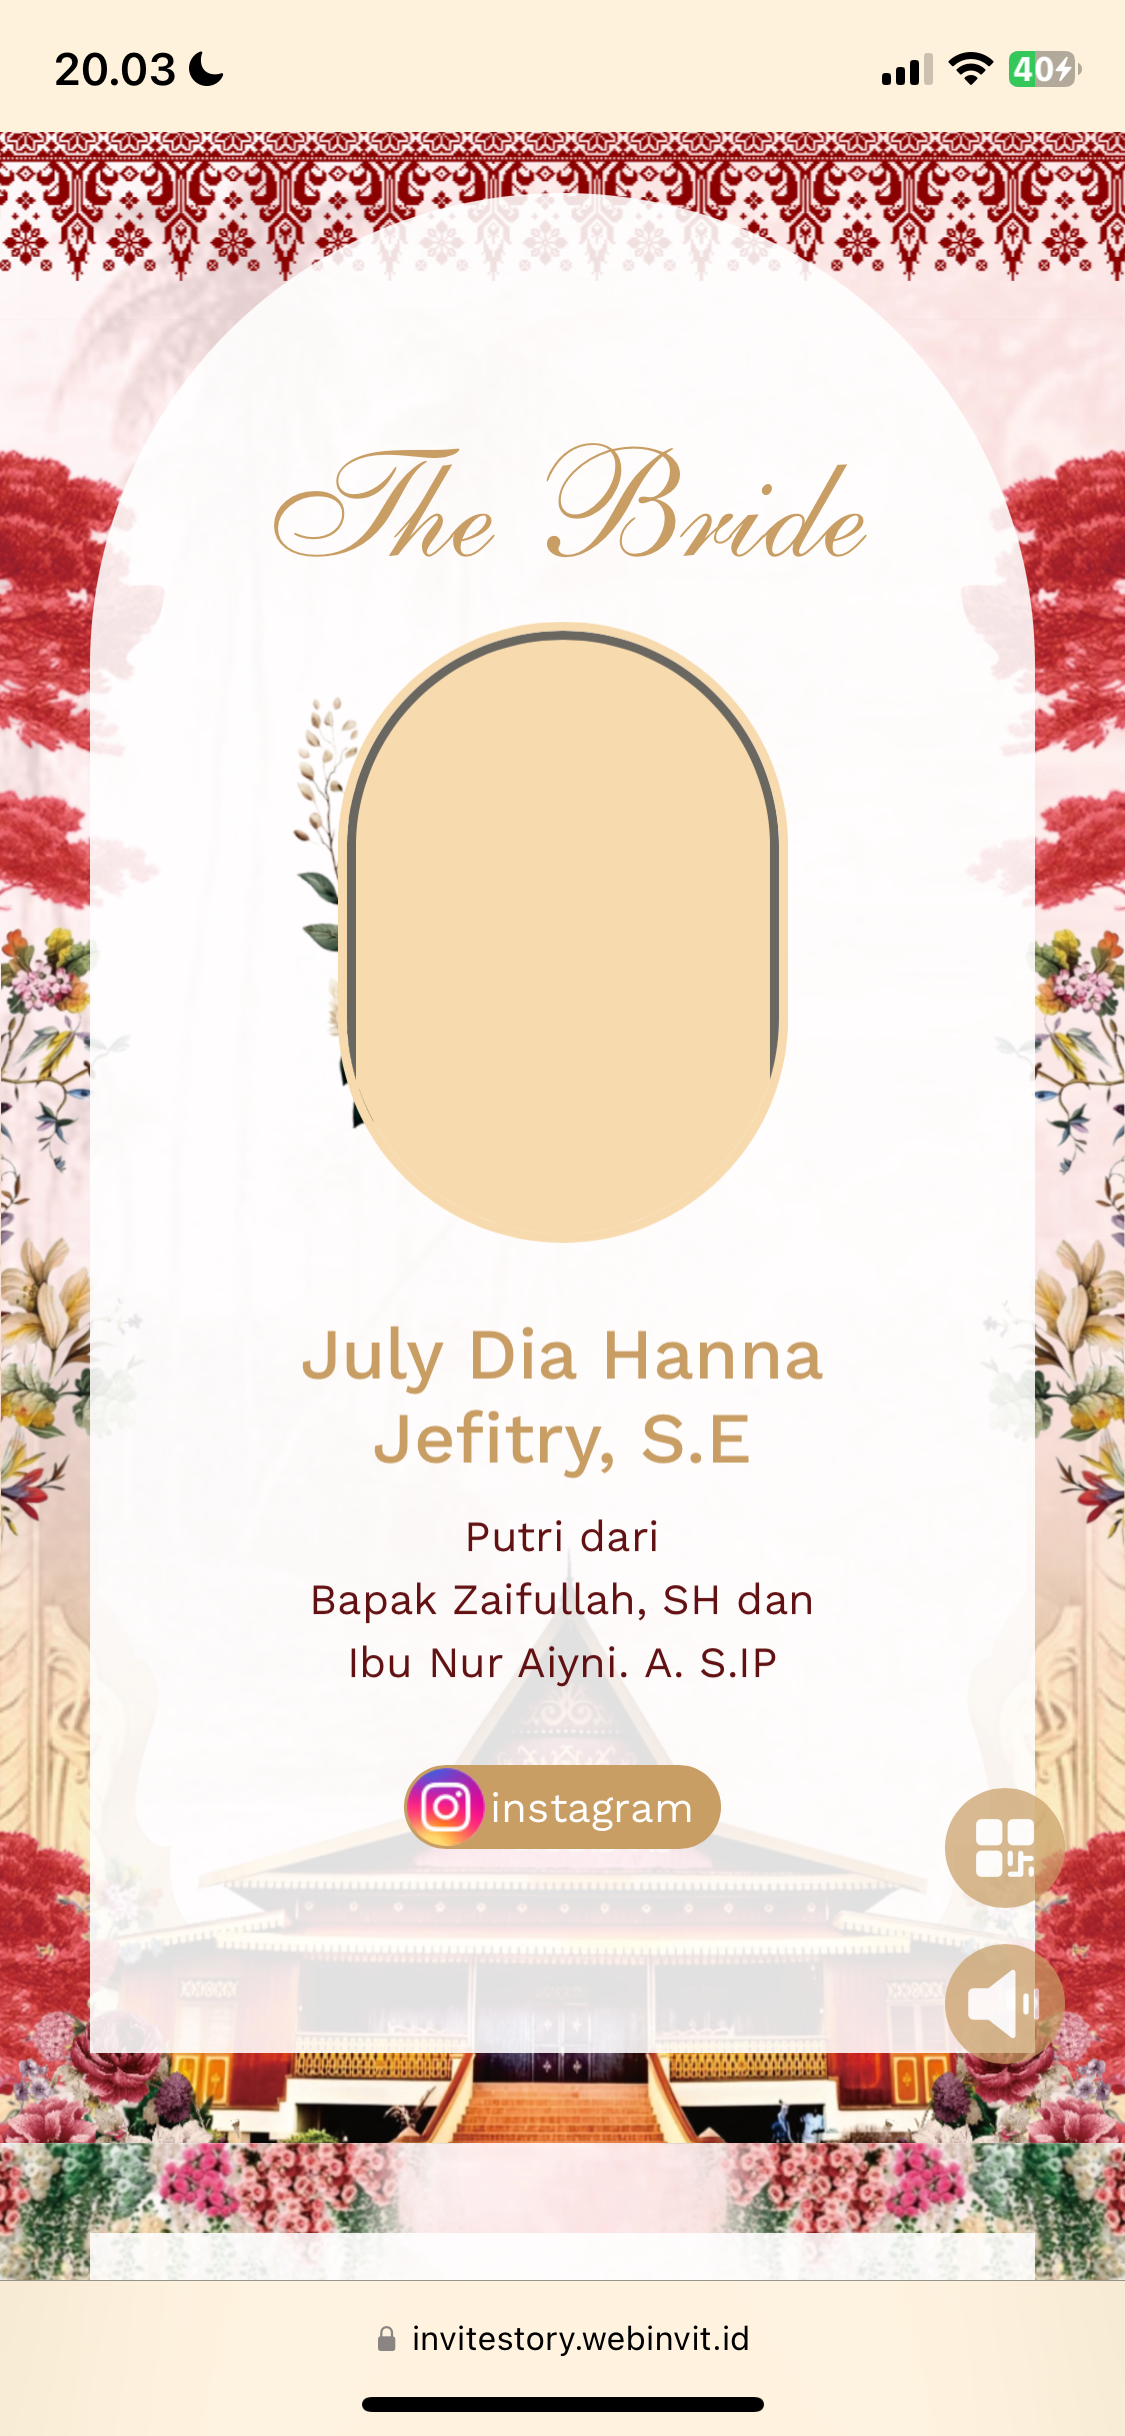 20.03
40
The Bride
July Dia Hanna
Jefitry, S.E
Putri dari
Bapak Zaifullah, SH dan
Ibu Nur Aiyni. A. S.IP
instagram
invitestory.webinvit.id